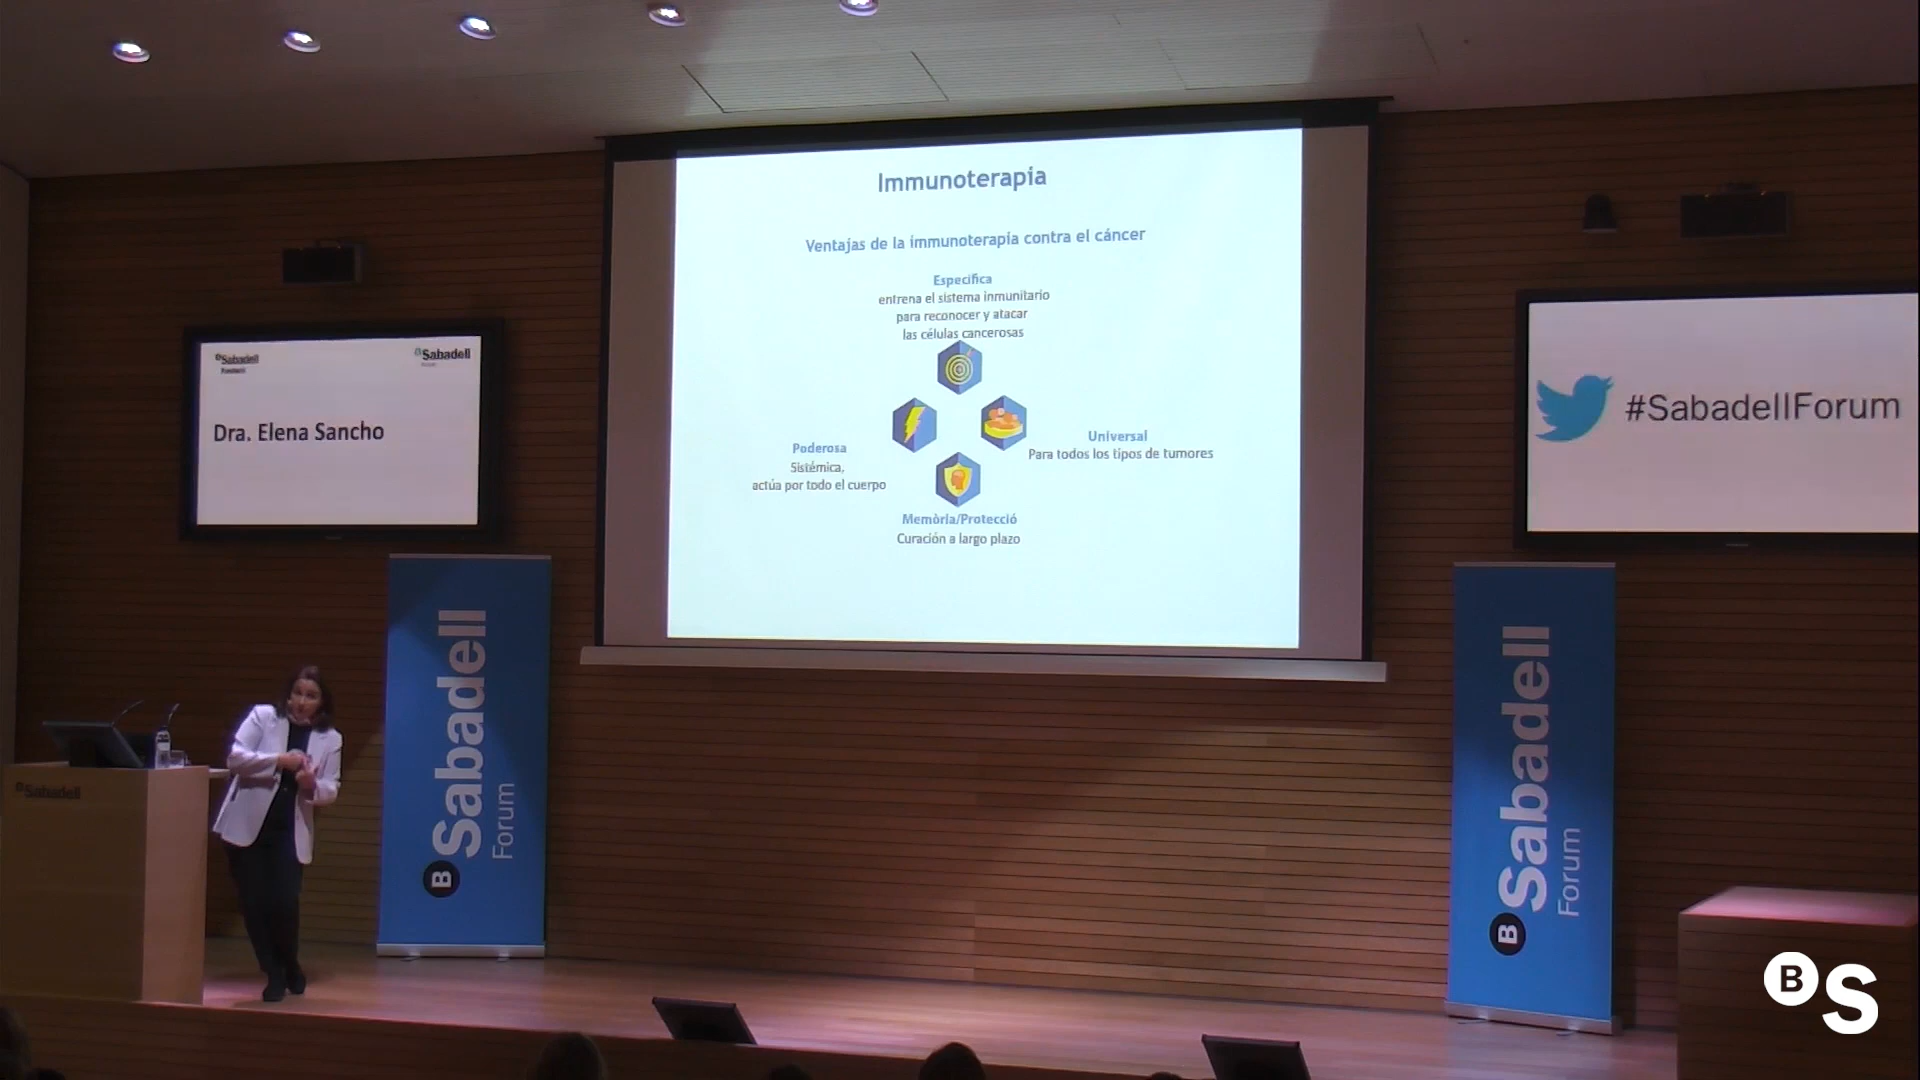 Immunoterapia
Ventajas de la immunoterapia contra el cáncer
Específica
entrena el sistema inmunitario
para reconocer y atacar
las células cancerosas
Poderosa
Sistémica,
actúa por todo el cuerpo
Universal
Para todos los tipos de tumores
Memòria/Protecció
Curación a largo plazo
Sabadell
Fundació
Sabadell
Dra. Elena Sancho
#SabadellForum
B Sabadell
Forum
B Sabadell
Forum
Sabadell
B S